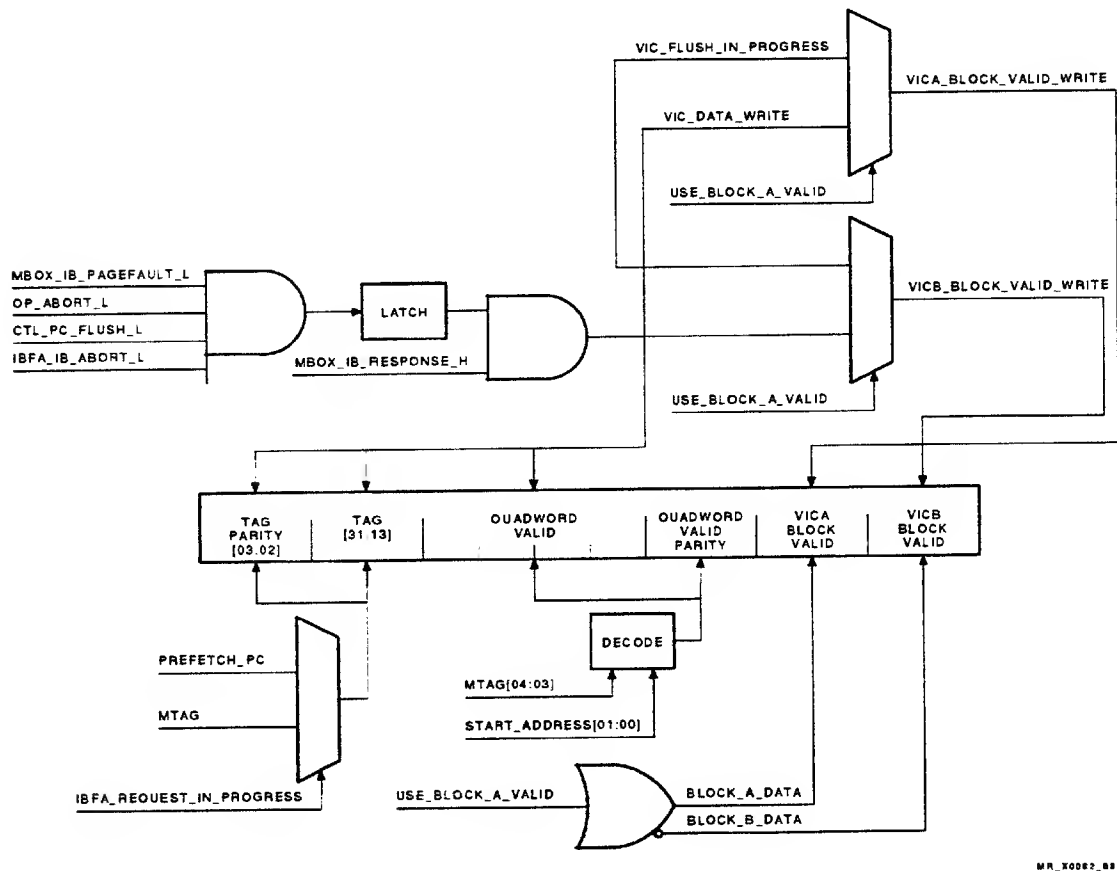 VIC_FLUSH_IN_PROGRESS
VICA_BLOCK_VALID_WRITE
VIC_DATA_WRITE
USE_BLOCK_A_VALID
MBOX_IB_PAGEFAULT_L
OP_ABORT_L
CTL_PC_FLUSH_L
IBFA_IB_ABORT_L
LATCH
MBOX_IB_RESPONSE_H
VICB_BLOCK_VALID_WRITE
USE_BLOCK_A_VALID
TAG
PARITY
[03.02]
TAG
[31.13]
QUADWORD
VALID
QUADWORD
VALID
PARITY
VICA
BLOCK
VALID
VICB
BLOCK
VALID
PREFETCH_PC
MTAG
IBFA_REQUEST_IN_PROGRESS
DECODE
MTAG[04:03]
START_ADDRESS[01:00]
USE_BLOCK_A_VALID
BLOCK_A_DATA
BLOCK_B_DATA